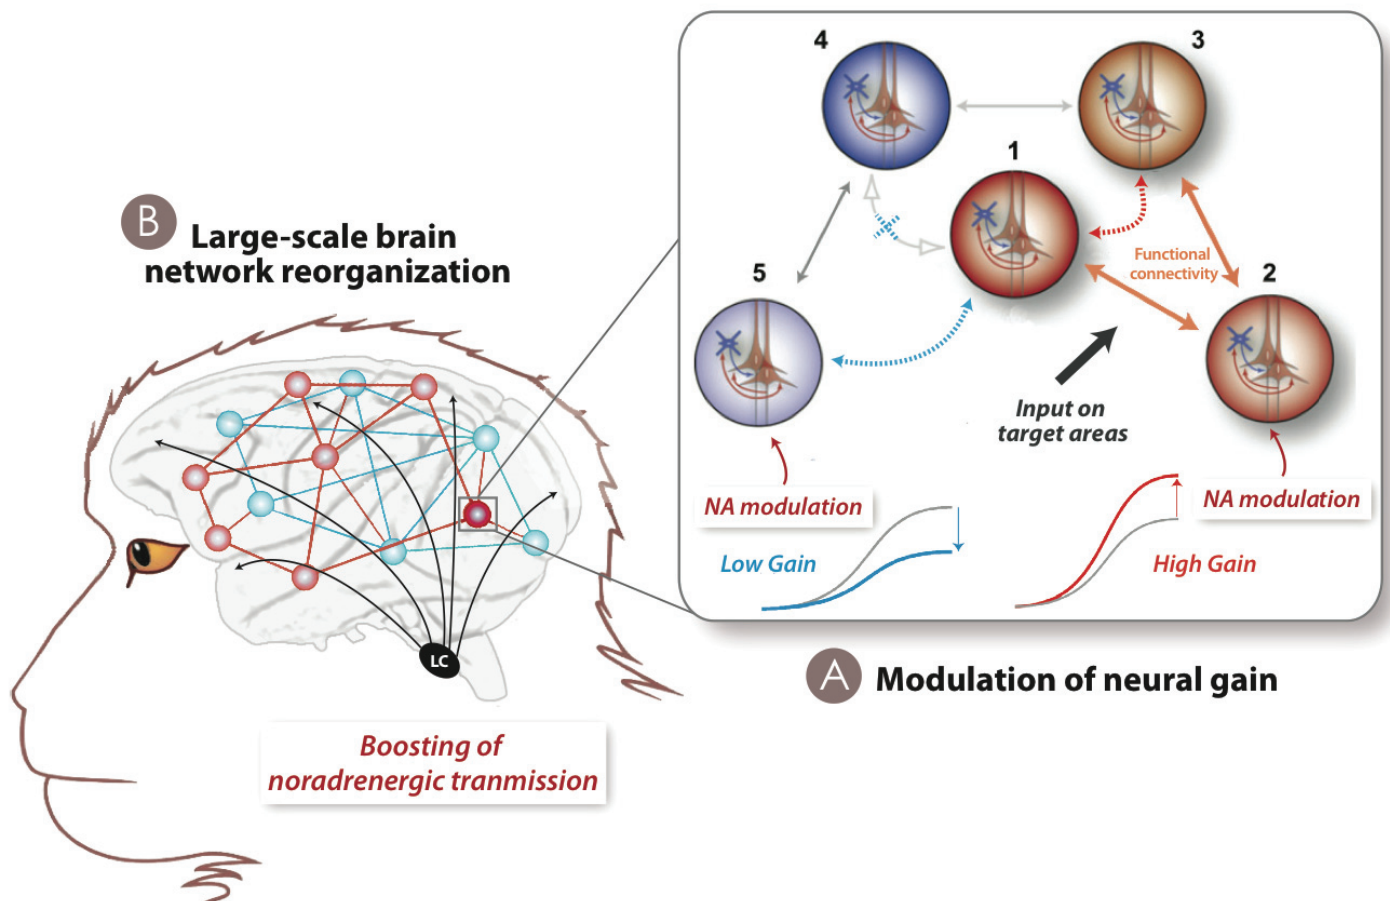 B
Large-scale brain
network reorganization
LC
Boosting of
noradrenergic tranmission
4
3
1
5
2
Functional
connectivity
Input on
target areas
NA modulation
NA modulation
Low Gain
High Gain
A
Modulation of neural gain